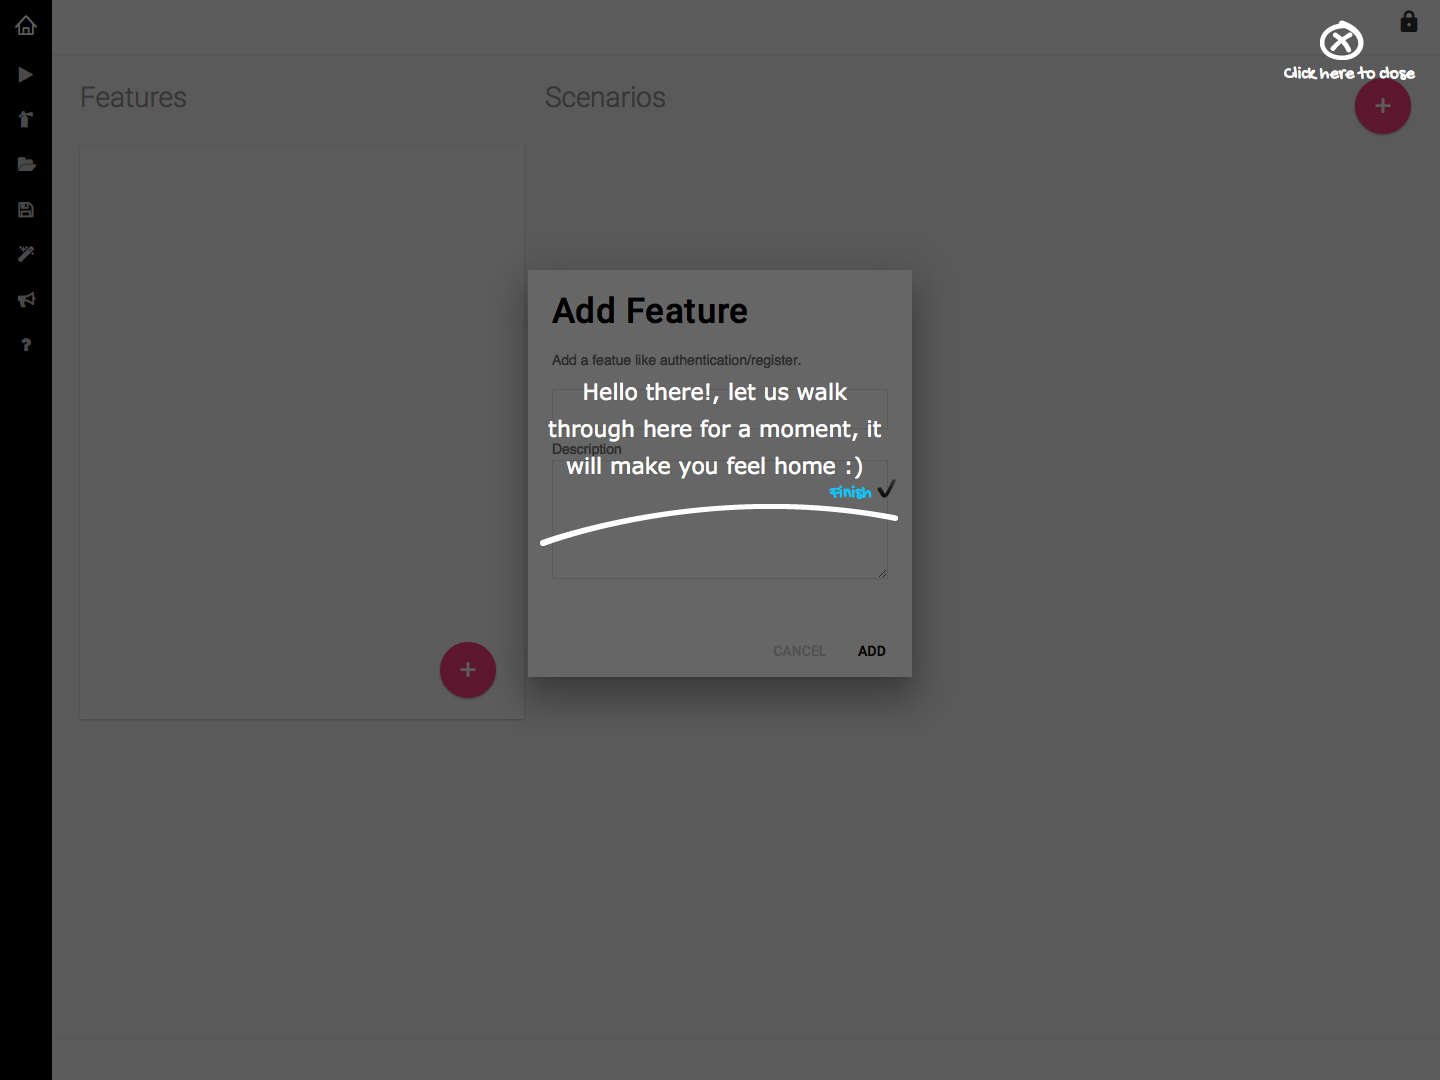 Click here to close
Features
Scenarios
Add Feature
Add a featue like authentication/register.
Hello there!, let us walk
through here for a moment, it
Description
will make you feel home :)
Finish
CANCEL
ADD